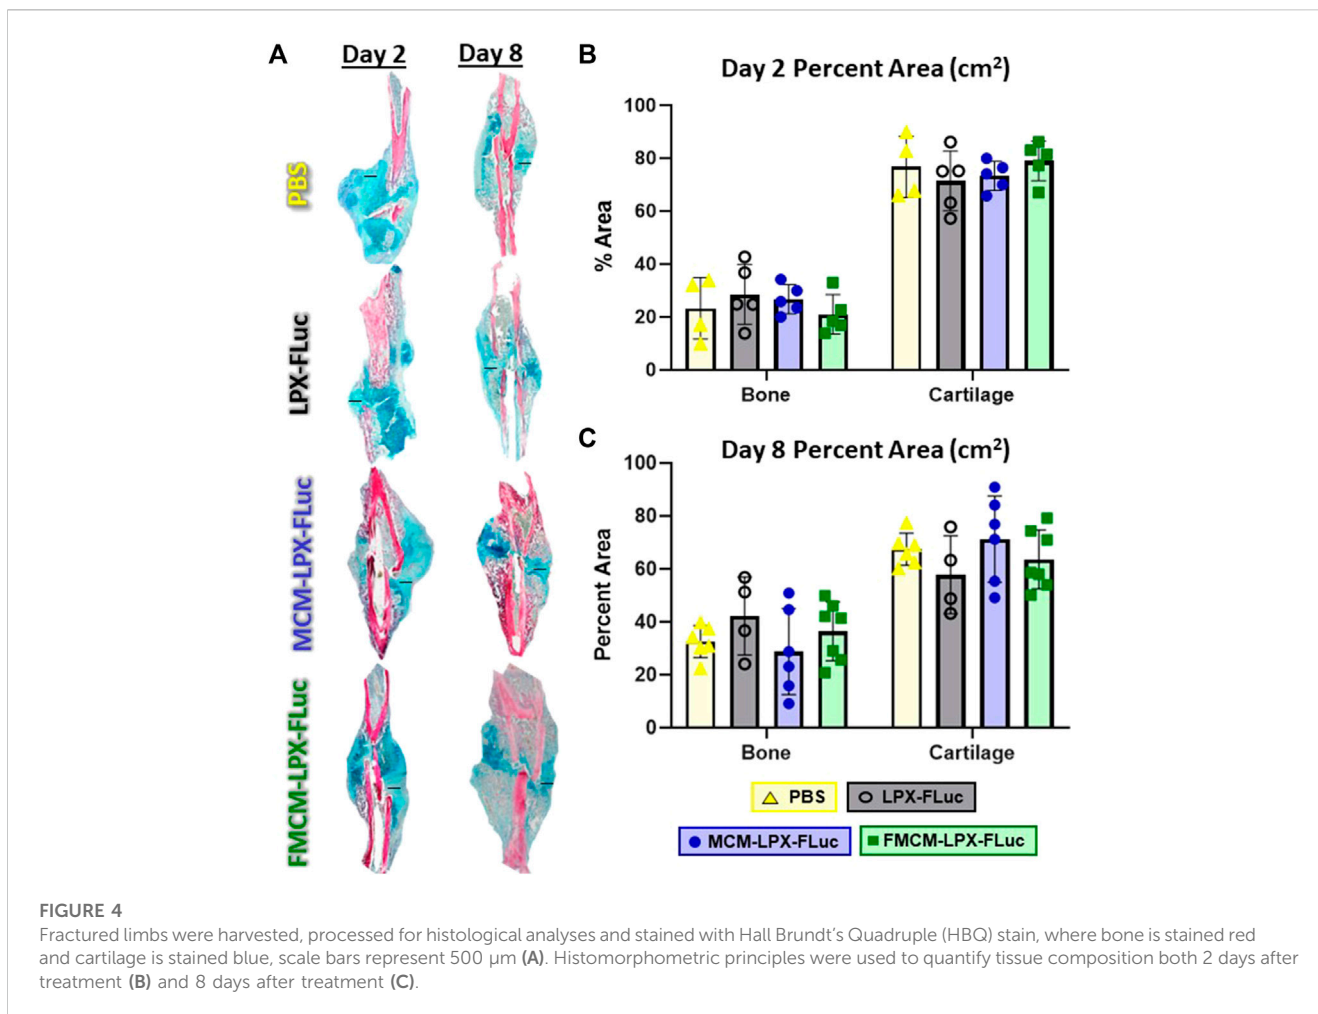 A
Day 2
Day 8
PBS
LPX-FLuc
MCM-LPX-FLuc
FMCM-LPX-FLuc
B
Day 2 Percent Area (cm²)
% Area
100
80
60
40
20
0
Bone
Cartilage
C
Day 8 Percent Area (cm²)
Percent Area
100
80
60
40
20
0
Bone
Cartilage
PBS
LPX-FLuc
MCM-LPX-FLuc
FMCM-LPX-FLuc
FIGURE 4
Fractured limbs were harvested, processed for histological analyses and stained with Hall Brundt’s Quadruple (HBQ) stain, where bone is stained red
and cartilage is stained blue, scale bars represent 500 µm (A). Histomorphometric principles were used to quantify tissue composition both 2 days after
treatment (B) and 8 days after treatment (C).